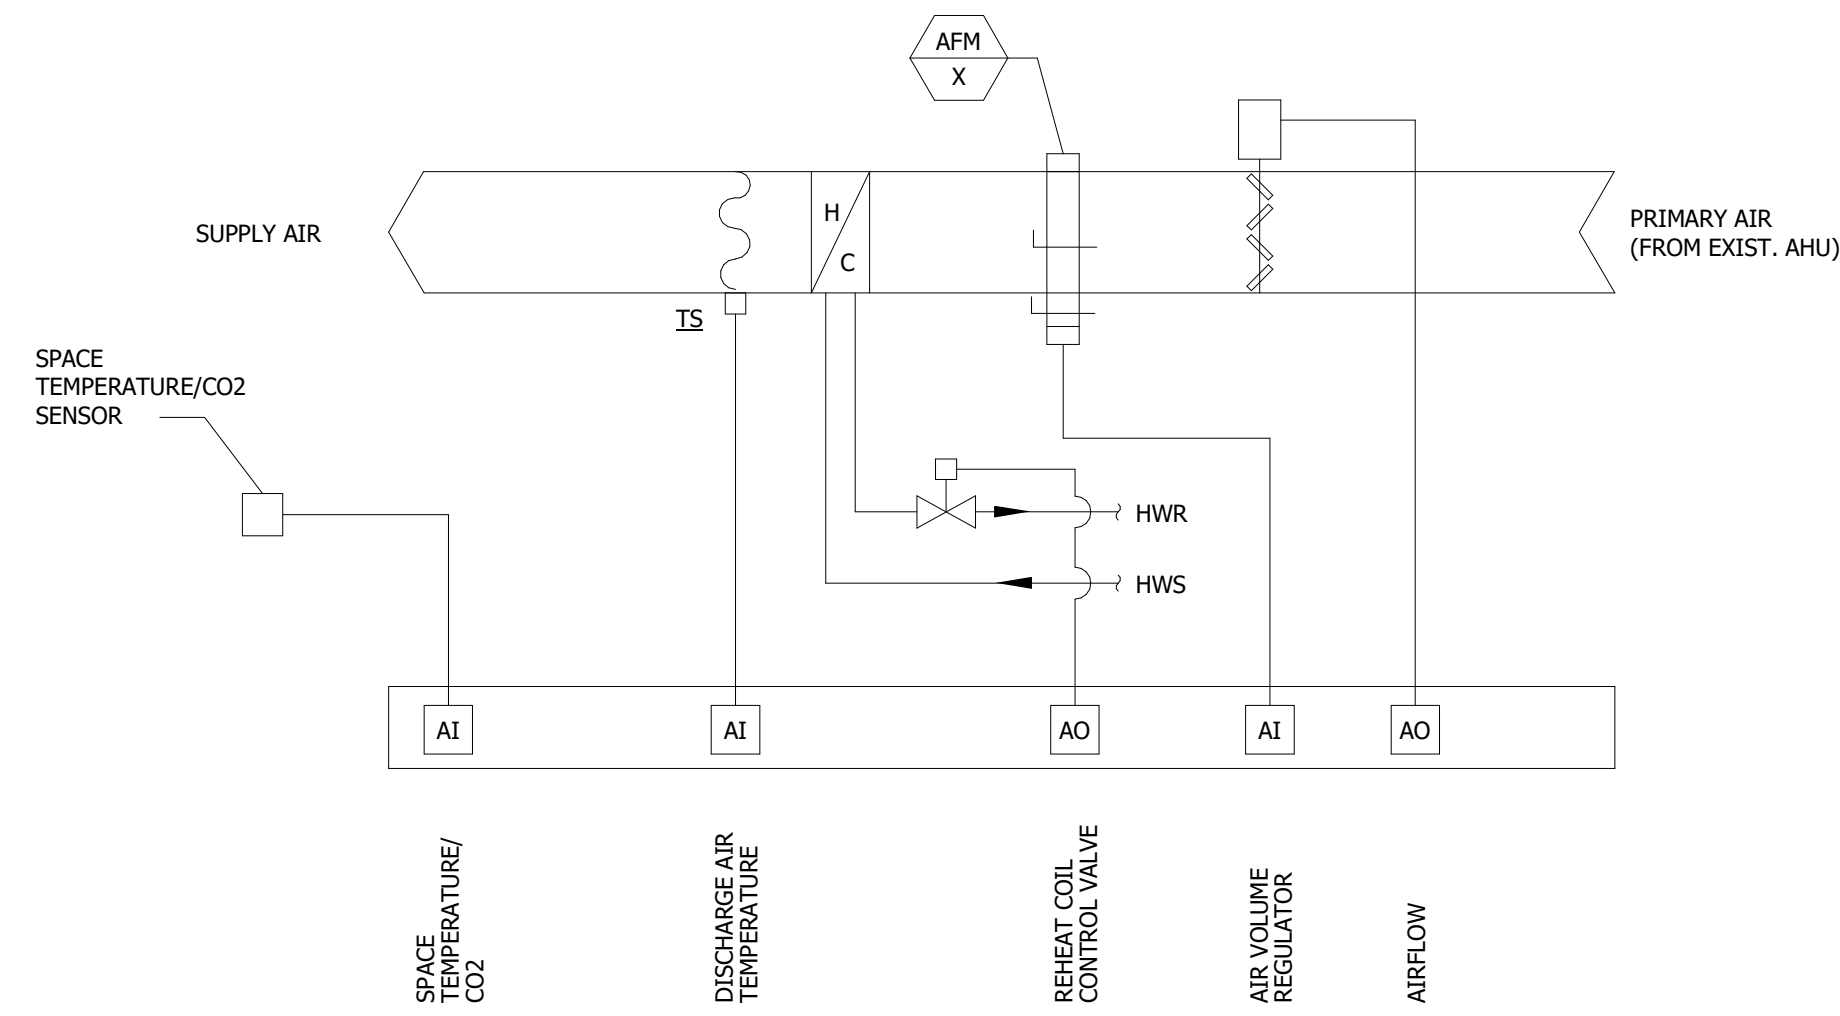 AFM
X
SUPPLY AIR
H
C
PRIMARY AIR
(FROM EXIST. AHU)
TS
SPACE
TEMPERATURE/CO2
SENSOR
HWR
HWS
AI
AI
AO
AI
AO
SPACE
TEMPERATURE/
CO2
DISCHARGE AIR
TEMPERATURE
REHEAT COIL
CONTROL VALVE
AIR VOLUME
REGULATOR
AIRFLOW